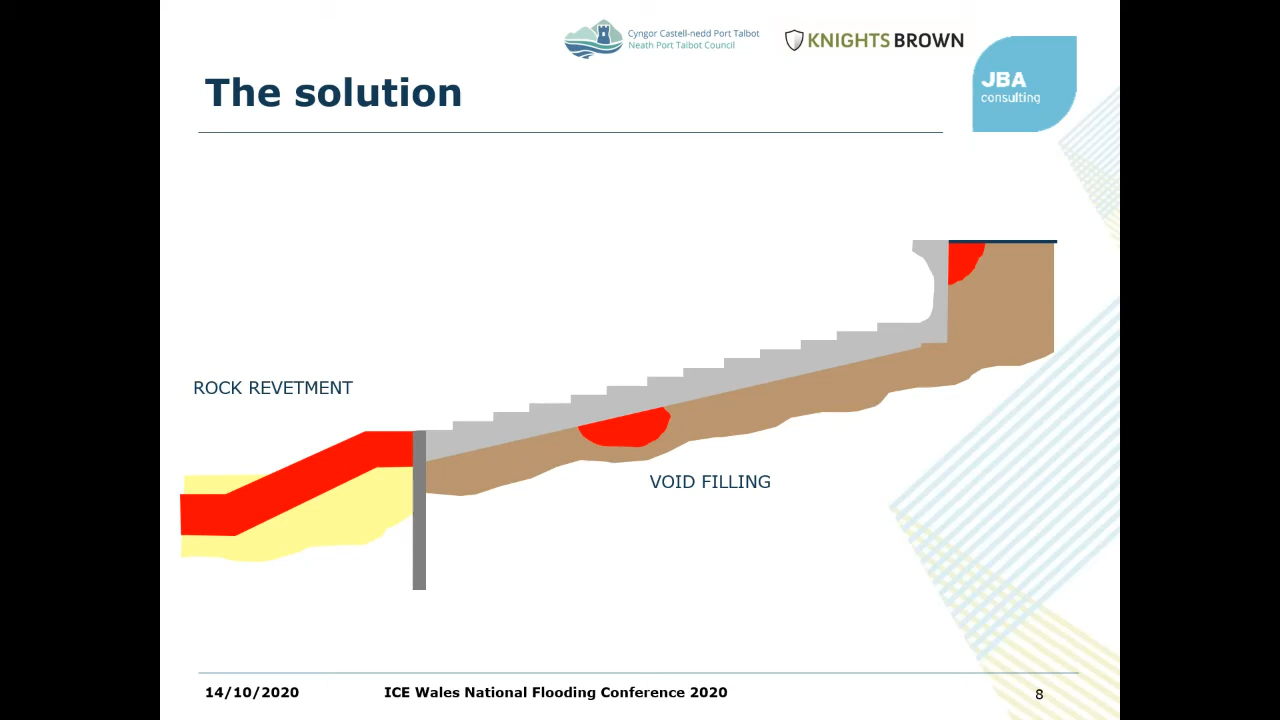 Cyngor Castell-nedd Port Talbot
Neath Port Talbot Council
KNIGHTS BROWN
JBA
consulting
The solution
ROCK REVETMENT
VOID FILLING
14/10/2020
ICE Wales National Flooding Conference 2020
8